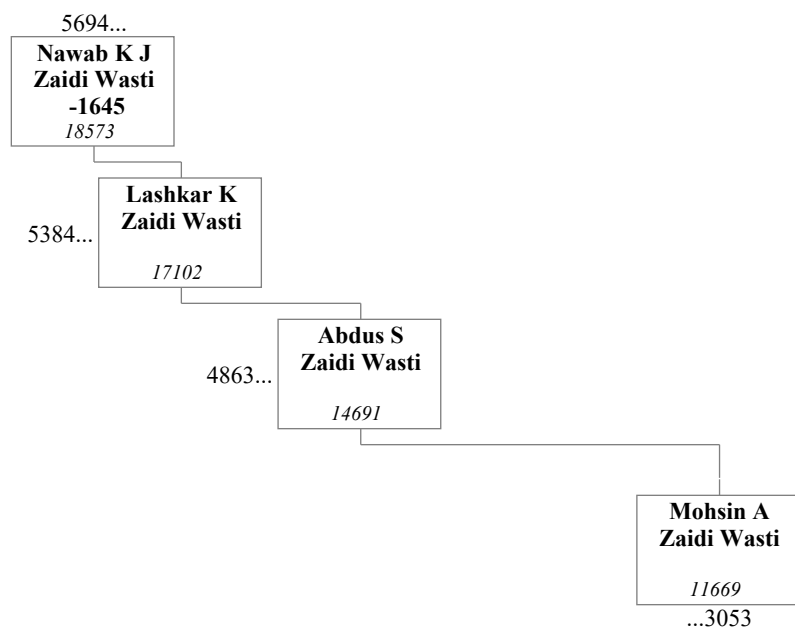 5694...
Nawab K J
Zaidi Wasti
-1645
18573
Lashkar K
Zaidi Wasti
5384...
17102
Abdus S
Zaidi Wasti
4863...
14691
Mohsin A
Zaidi Wasti
11669
...3053